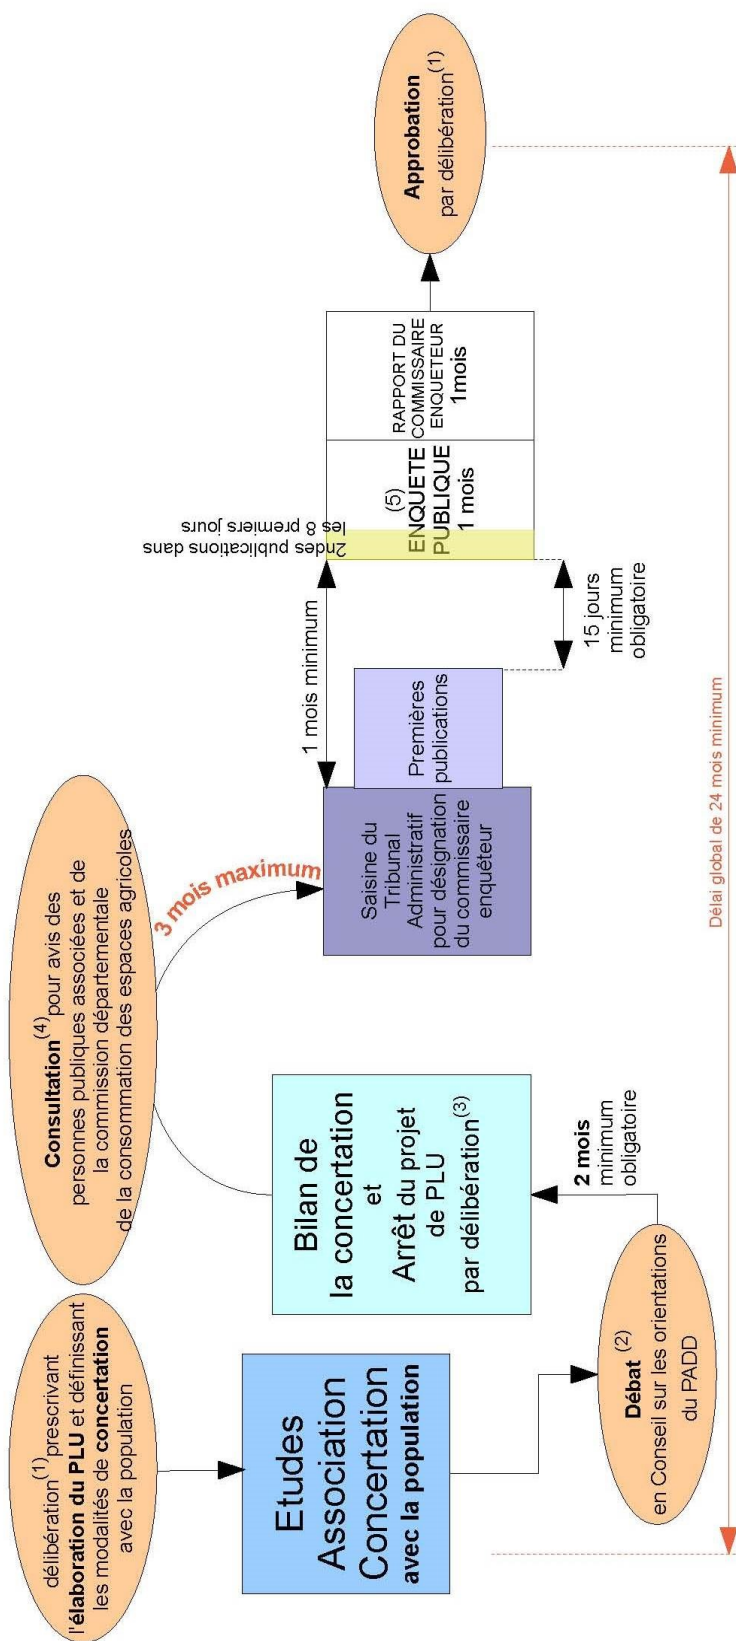 délibération(1) prescrivant
l'élaboration du PLU et définissant
les modalités de concertation
avec la population
Etudes
Association
Concertation
avec la population
Débat (2)
en Conseil sur les orientations
du PADD
2 mois
minimum
obligatoire
Bilan de
la concertation
et
Arrêt du projet
de PLU
par délibération(3)
Consultation(4) pour avis des
personnes publiques associées et de
la commission départementale
de la consommation des espaces agricoles
3 mois maximum
Saisine du
Tribunal
Administratif
pour désignation
du commissaire
enquêteur
Premières
publications
1 mois minimum
15 jours
minimum
obligatoire
2ndes publications dans
les 8 premiers jours
(5)
ENQUETE
PUBLIQUE
1 mois
RAPPORT DU
COMMISSAIRE
ENQUETEUR
1mois
Approbation
par délibération(1)
Délai global de 24 mois minimum